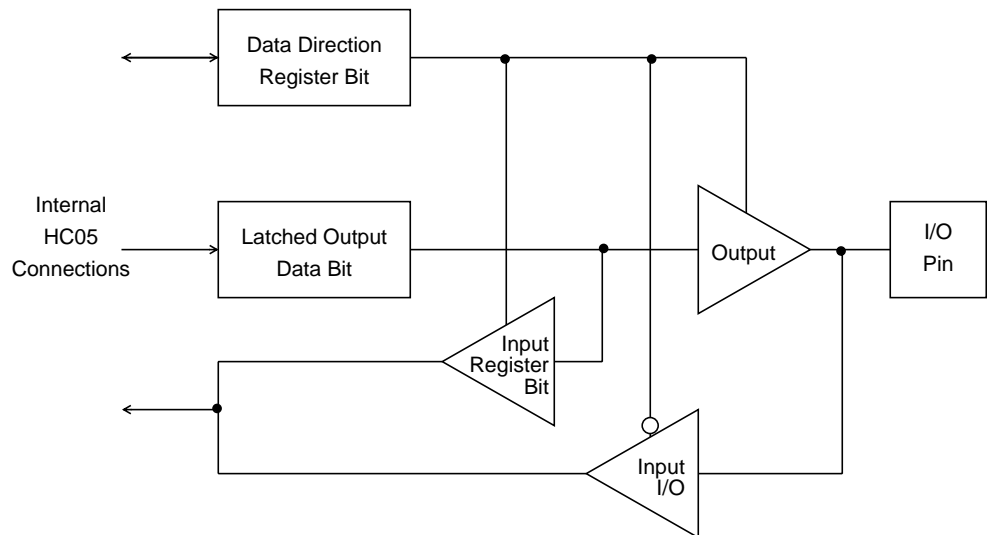 Data Direction
Register Bit
Internal
HC05
Connections
Latched Output
Data Bit
Output
I/O
Pin
Input
Register
Bit
Input
I/O